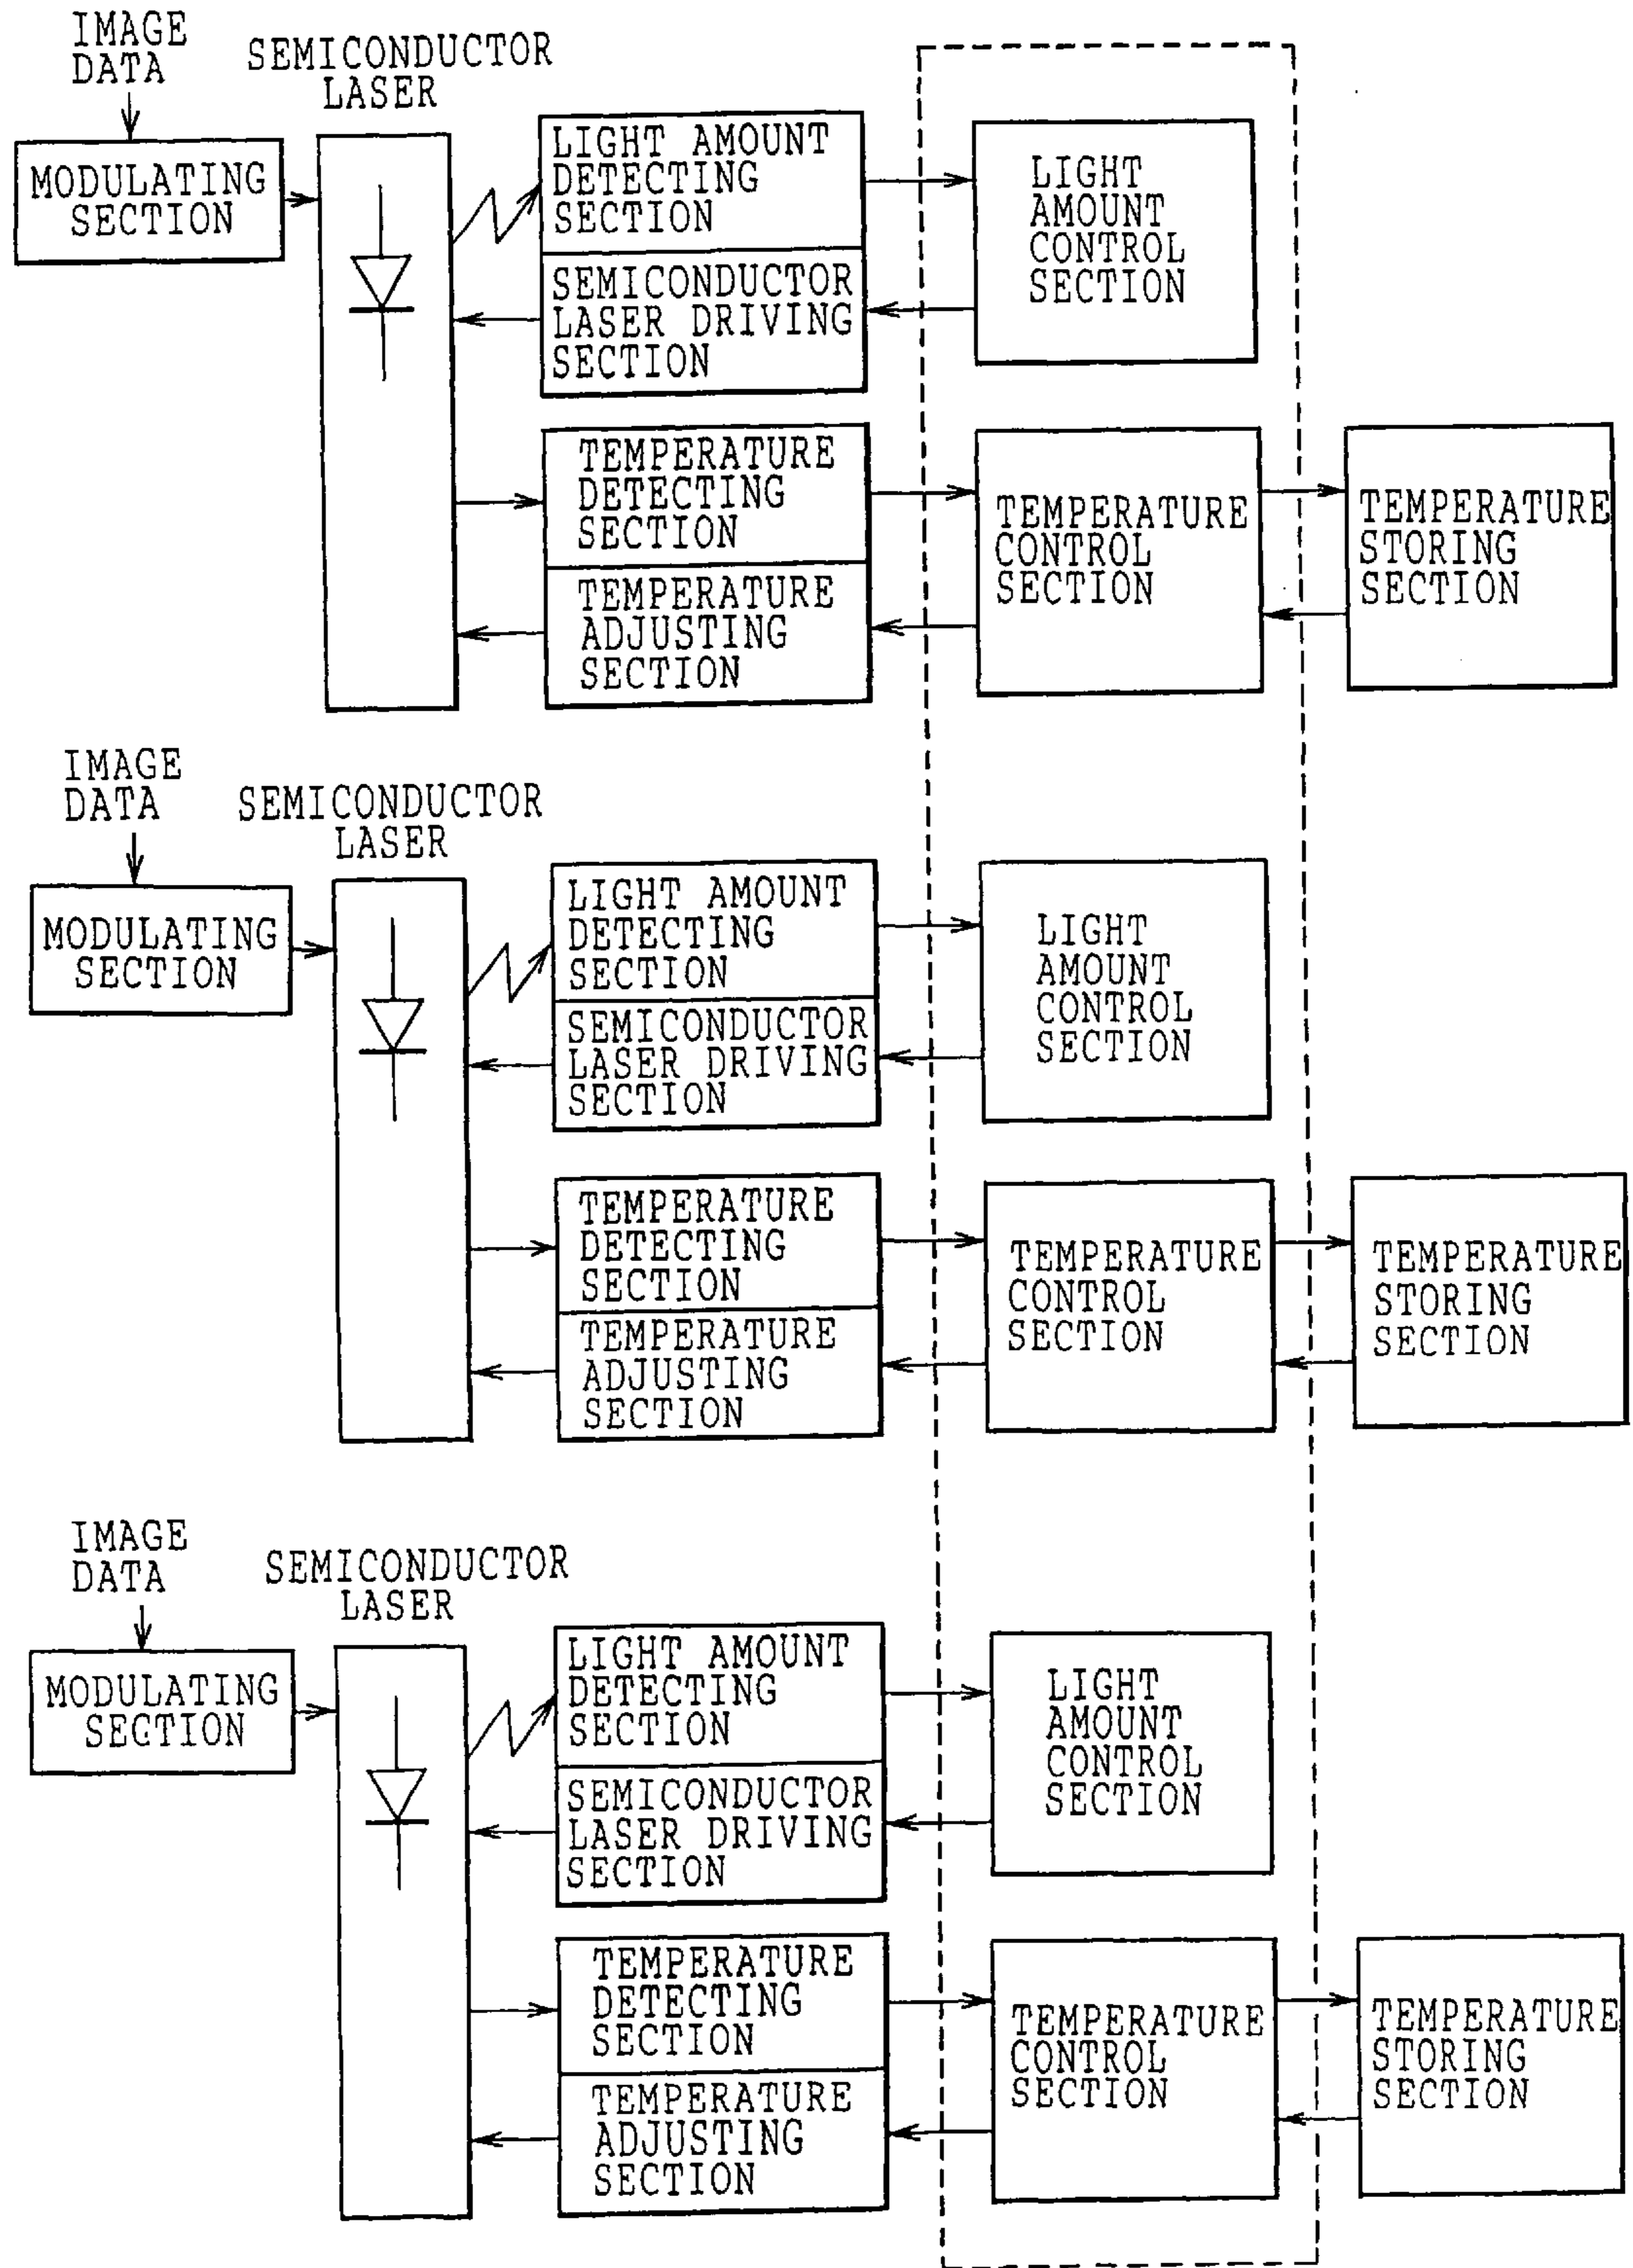 IMAGE
DATA
SEMICONDUCTOR
LASER
MODULATING
SECTION
LIGHT AMOUNT
DETECTING
SECTION
SEMICONDUCTOR
LASER DRIVING
SECTION
LIGHT
AMOUNT
CONTROL
SECTION
TEMPERATURE
DETECTING
SECTION
TEMPERATURE
ADJUSTING
SECTION
TEMPERATURE
CONTROL
SECTION
TEMPERATURE
STORING
SECTION
IMAGE
DATA
SEMICONDUCTOR
LASER
MODULATING
SECTION
LIGHT AMOUNT
DETECTING
SECTION
SEMICONDUCTOR
LASER DRIVING
SECTION
LIGHT
AMOUNT
CONTROL
SECTION
TEMPERATURE
DETECTING
SECTION
TEMPERATURE
ADJUSTING
SECTION
TEMPERATURE
CONTROL
SECTION
TEMPERATURE
STORING
SECTION
IMAGE
DATA
SEMICONDUCTOR
LASER
MODULATING
SECTION
LIGHT AMOUNT
DETECTING
SECTION
SEMICONDUCTOR
LASER DRIVING
SECTION
LIGHT
AMOUNT
CONTROL
SECTION
TEMPERATURE
DETECTING
SECTION
TEMPERATURE
ADJUSTING
SECTION
TEMPERATURE
CONTROL
SECTION
TEMPERATURE
STORING
SECTION